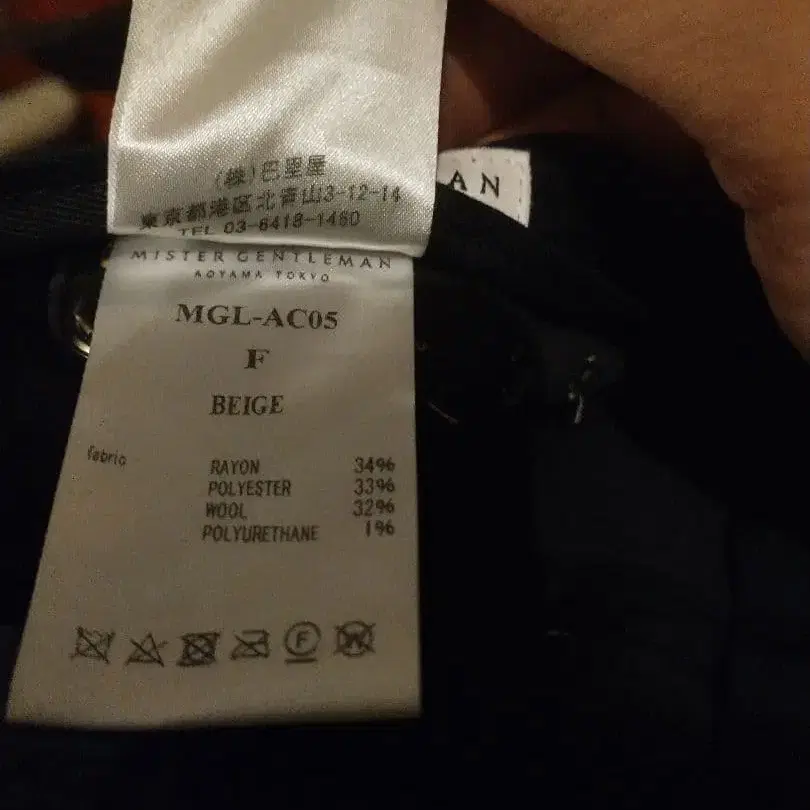 (株)巴里屋
東京都港区北青山3-12-14
TEL 03-6418-1460
AN
MISTER GENTLEMAN
AOYAMA TOKYO
MGL-AC05
F
BEIGE
fabric
RAYON 34%
POLYESTER 33%
WOOL 32%
POLYURETHANE 1%
F
W